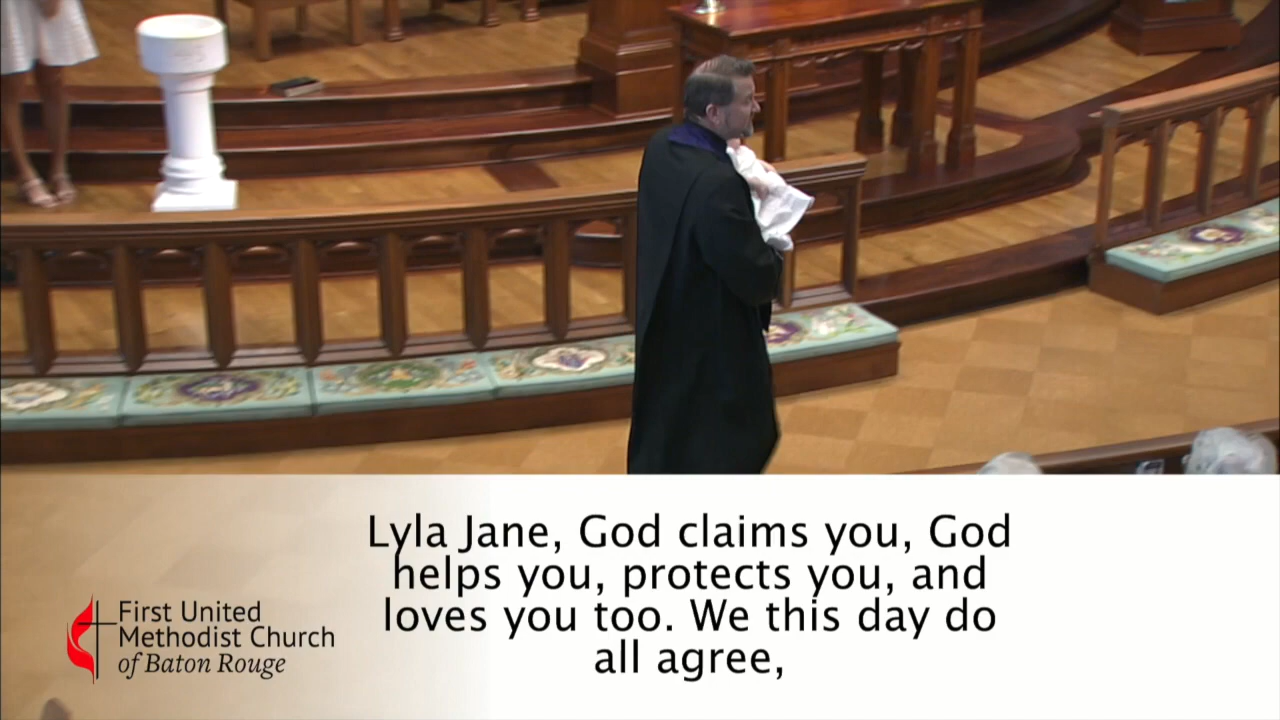 Lyla Jane, God claims you, God
helps you, protects you, and
loves you too. We this day do
all agree,
First United
Methodist Church
of Baton Rouge